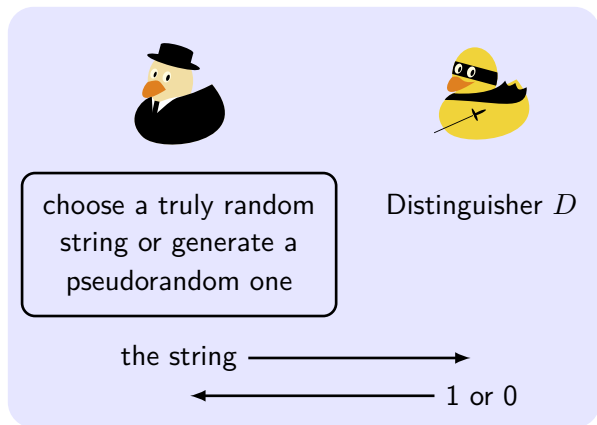 choose a truly random
string or generate a
pseudorandom one
Distinguisher D
the string
1 or 0